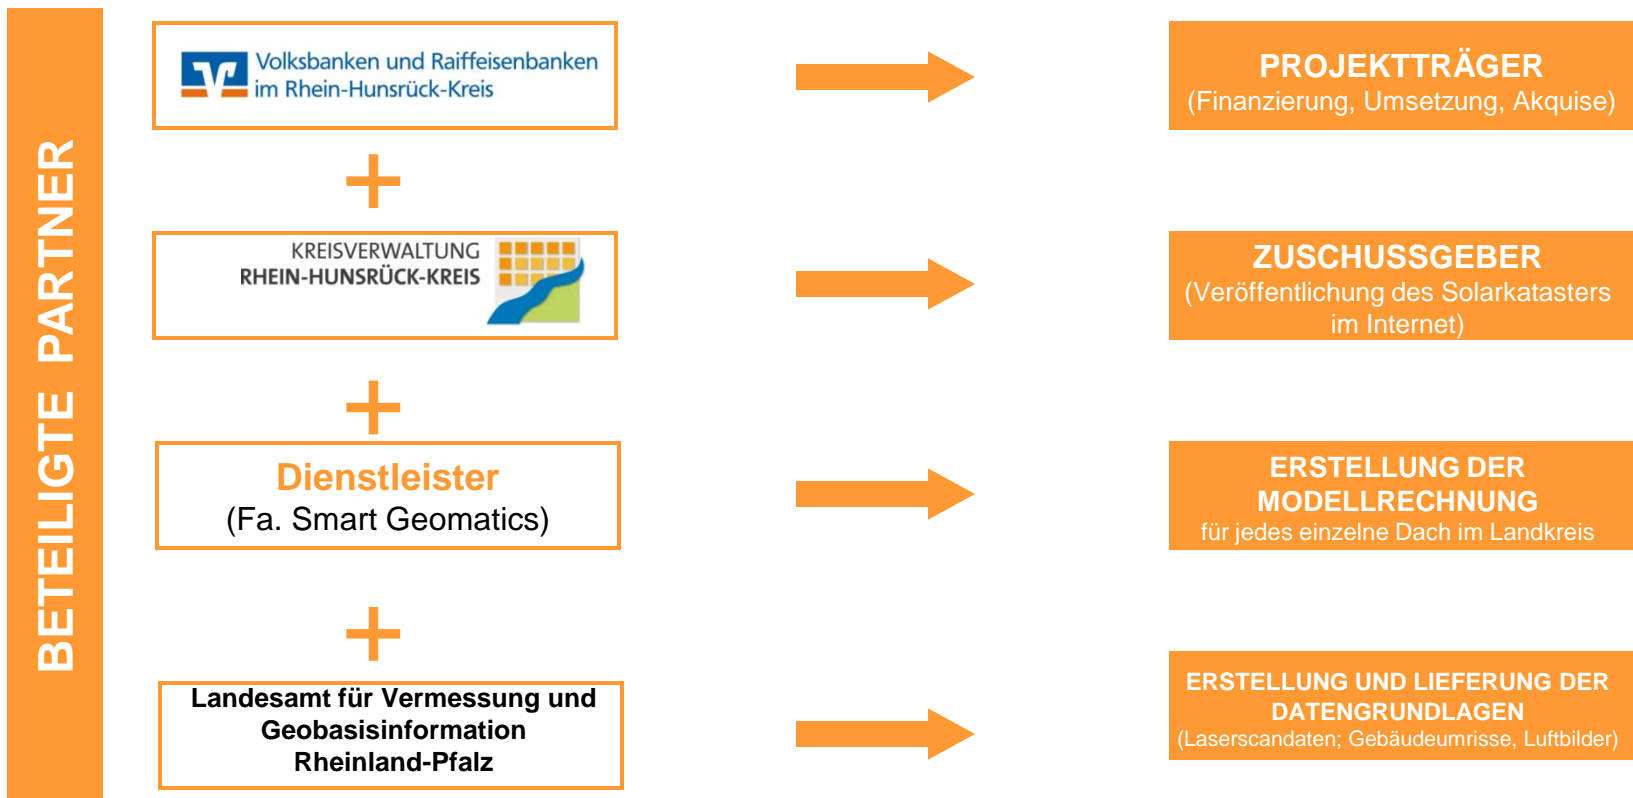 BETEILIGTE PARTNER
Volksbanken und Raiffeisenbanken
im Rhein-Hunsrück-Kreis
PROJEKTTRÄGER
(Finanzierung, Umsetzung, Akquise)
+
KREISVERWALTUNG
RHEIN-HUNSRÜCK-KREIS
ZUSCHUSSGEBER
(Veröffentlichung des Solarkatasters
im Internet)
+
Dienstleister
(Fa. Smart Geomatics)
ERSTELLUNG DER
MODELLRECHNUNG
für jedes einzelne Dach im Landkreis
+
Landesamt für Vermessung und
Geobasisinformation
Rheinland-Pfalz
ERSTELLUNG UND LIEFERUNG DER
DATENGRUNDLAGEN
(Laserscandaten; Gebäudeumrisse, Luftbilder)